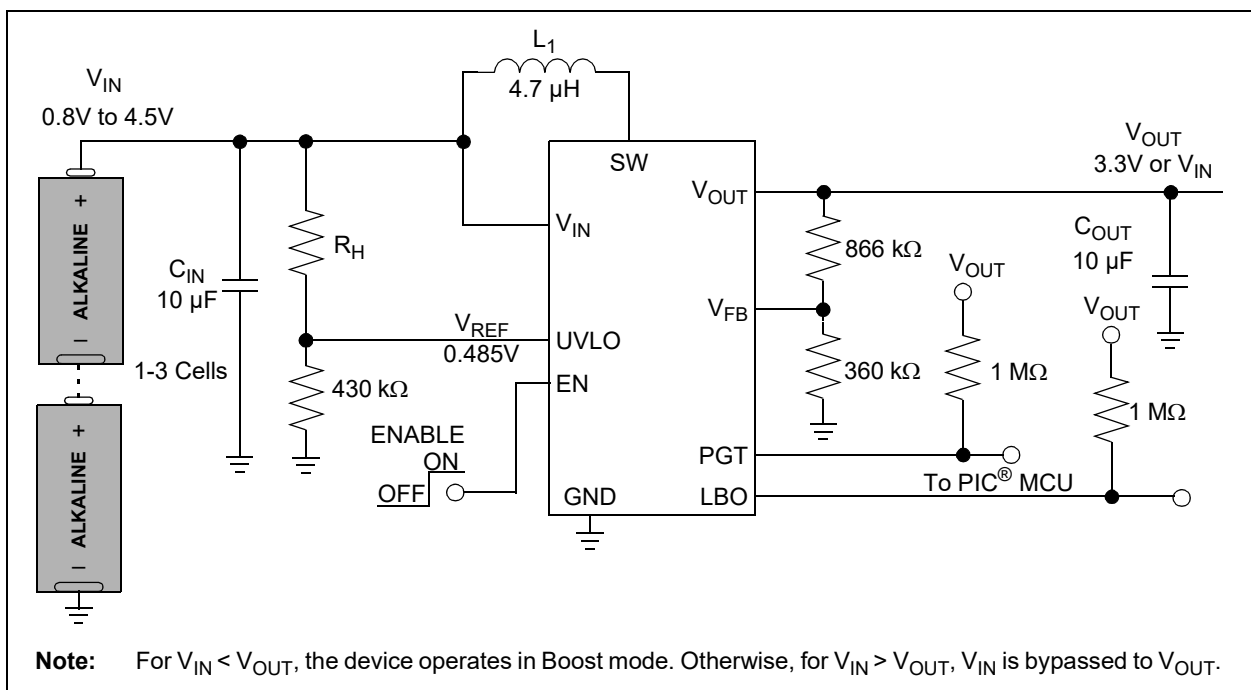 L1
4.7 µH
VIN
0.8V to 4.5V
ALKALINE
+
–
1-3 Cells
ALKALINE
+
–
CIN
10 µF
RH
VREF
0.485V
430 kΩ
ENABLE
ON
OFF
SW
VIN
UVLO
EN
GND
VOUT
VFB
PGT
LBO
866 kΩ
360 kΩ
VOUT
1 MΩ
VOUT
3.3V or VIN
COUT
10 µF
VOUT
1 MΩ
To PIC® MCU
Note: For VIN < VOUT, the device operates in Boost mode. Otherwise, for VIN > VOUT, VIN is bypassed to VOUT.